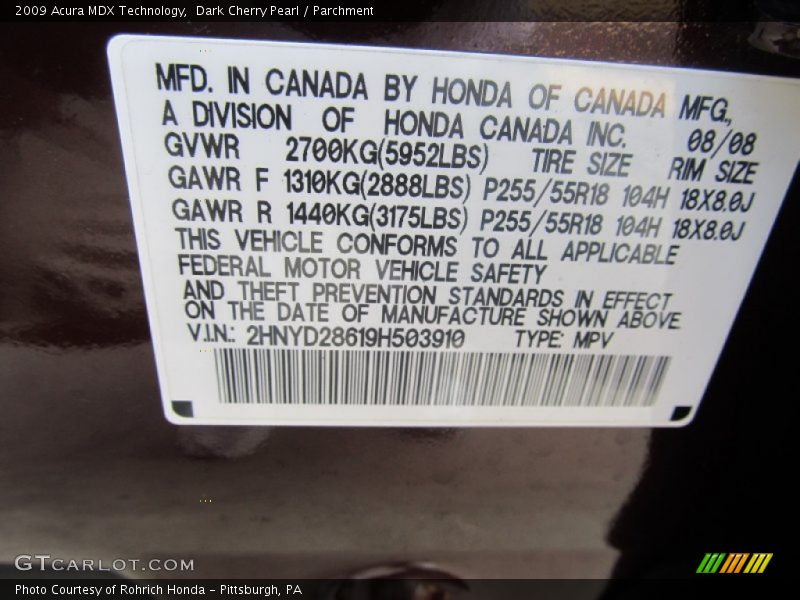 2009 Acura MDX Technology, Dark Cherry Pearl / Parchment
MFD. IN CANADA BY HONDA OF CANADA MFG.,
A DIVISION OF HONDA CANADA INC. 08/08
GVWR 2700KG(5952LBS) TIRE SIZE RIM SIZE
GAWR F 1310KG(2888LBS) P255/55R18 104H 18X8.0J
GAWR R 1440KG(3175LBS) P255/55R18 104H 18X8.0J
THIS VEHICLE CONFORMS TO ALL APPLICABLE
FEDERAL MOTOR VEHICLE SAFETY
AND THEFT PREVENTION STANDARDS IN EFFECT
ON THE DATE OF MANUFACTURE SHOWN ABOVE
V.I.N.: 2HNYD28619H503910 TYPE: MPV
GTCARLOT.COM
Photo Courtesy of Rohrich Honda - Pittsburgh, PA